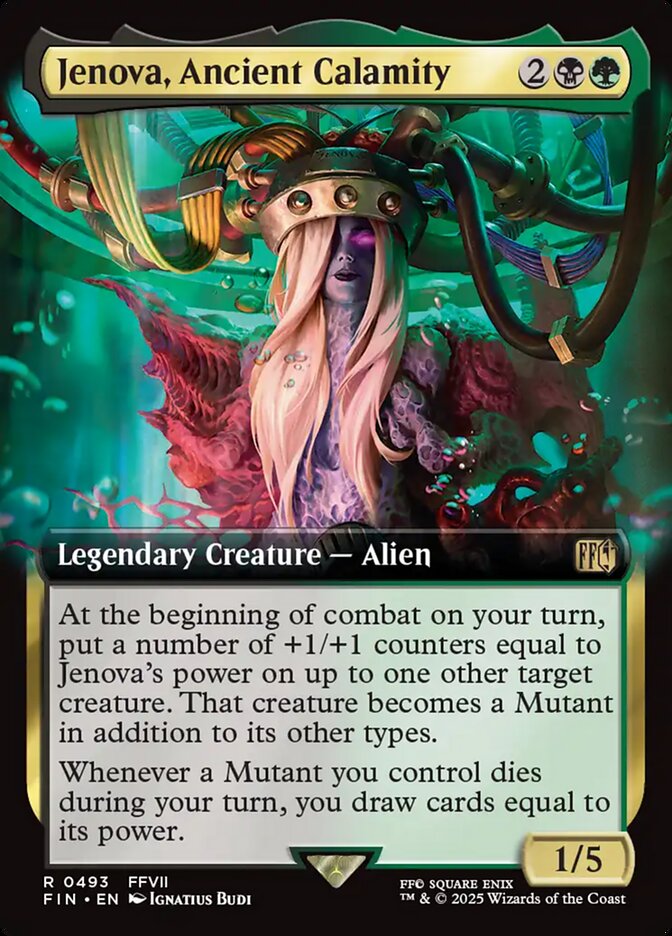 Jenova, Ancient Calamity 2
JENOVA
Legendary Creature — Alien
FF
At the beginning of combat on your turn,
put a number of +1/+1 counters equal to
Jenova's power on up to one other target
creature. That creature becomes a Mutant
in addition to its other types.
Whenever a Mutant you control dies
during your turn, you draw cards equal to
its power.
1/5
R 0493 FFVII
FIN • EN Ignatius Budi
FF© SQUARE ENIX
™ & © 2025 Wizards of the Coast